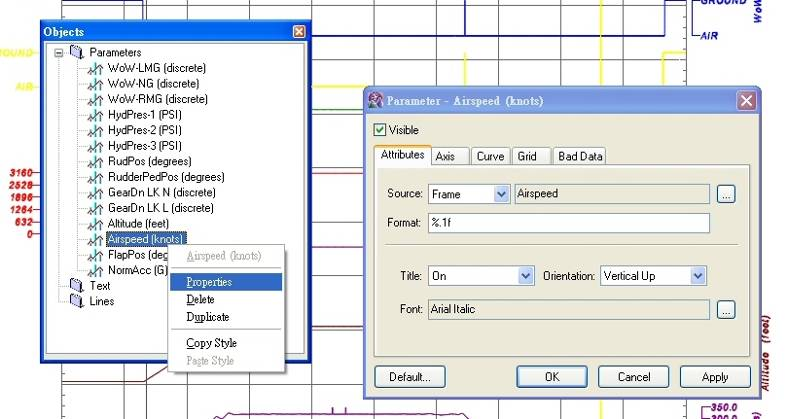 GROUND
AIR
WoW
GROUND
AIR
3160
2528
1896
1264
632
0
Objects
Parameters
WoW-LMG (discrete)
WoW-NG (discrete)
WoW-RMG (discrete)
HydPres-1 (PSI)
HydPres-2 (PSI)
HydPres-3 (PSI)
RudPos (degrees)
RudderPedPos (degrees)
GearDn LK N (discrete)
GearDn LK L (discrete)
Altitude (feet)
Airspeed (knots)
FlapPos (deg
NormAcc (G)
Text
Lines
Airspeed (knots)
Properties
Delete
Duplicate
Copy Style
Paste Style
Parameter - Airspeed (knots)
Visible
Attributes Axis Curve Grid Bad Data
Source: Frame Airspeed ...
Format: %.1f
Title: On Orientation: Vertical Up
Font: Arial Italic ...
Default... OK Cancel Apply
Altitude (feet)
350.0
300.0